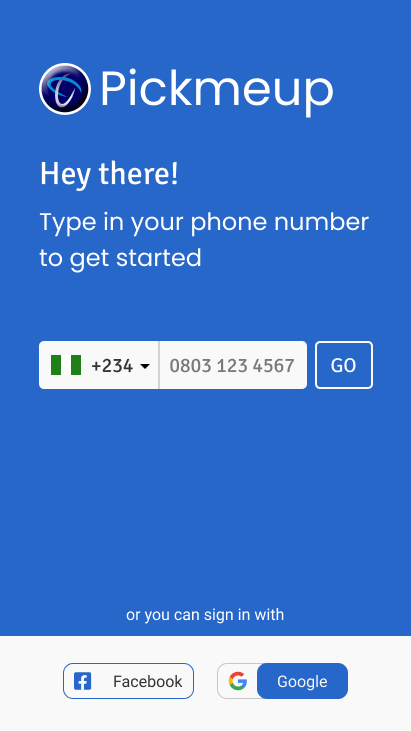 Pickmeup
Hey there!
Type in your phone number
to get started
+234 0803 123 4567 GO
or you can sign in with
Facebook Google